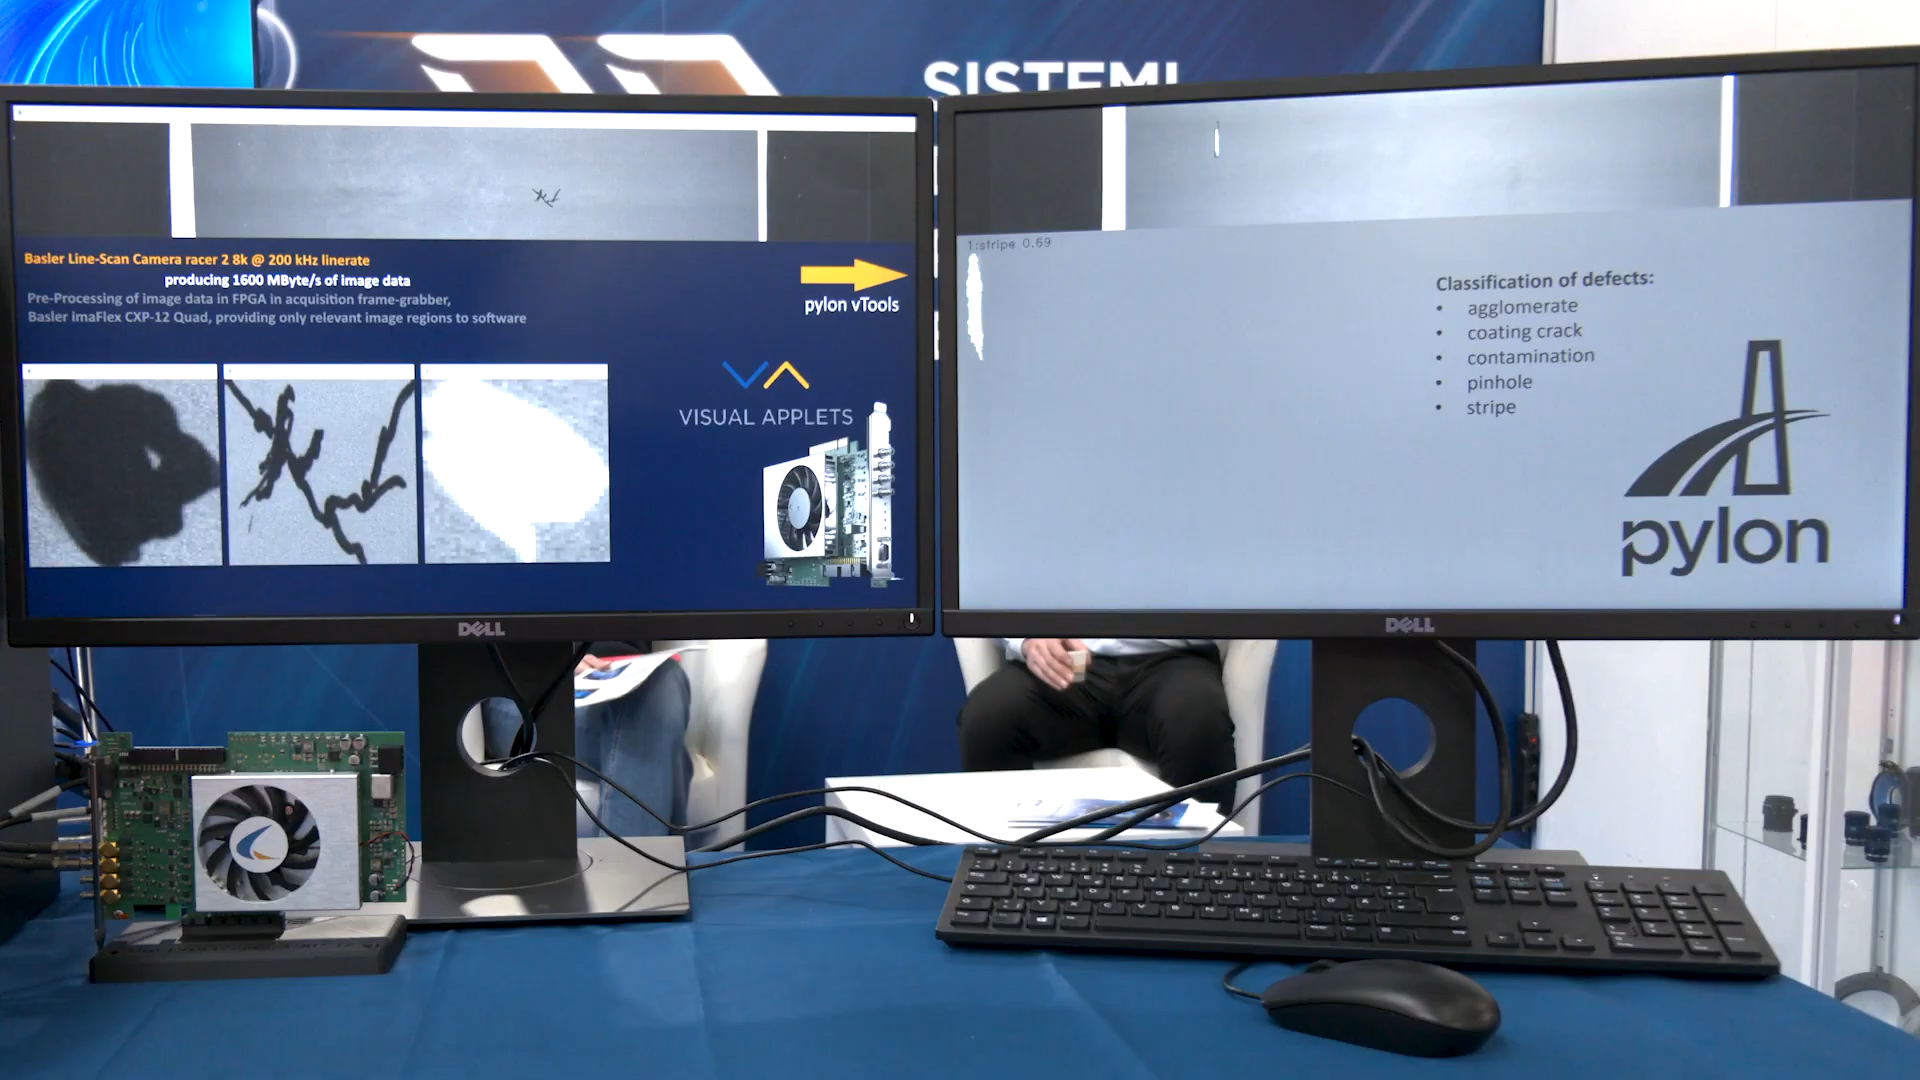 SISTEMI
Basler Line-Scan Camera racer 2 8k @ 200 kHz linerate
producing 1600 MByte/s of image data
Pre-Processing of image data in FPGA in acquisition frame-grabber,
Basler imaFlex CXP-12 Quad, providing only relevant image regions to software
pylon vTools
VISUAL APPLETS
DELL
1:stripe 0.69
Classification of defects:
• agglomerate
• coating crack
• contamination
• pinhole
• stripe
pylon
DELL